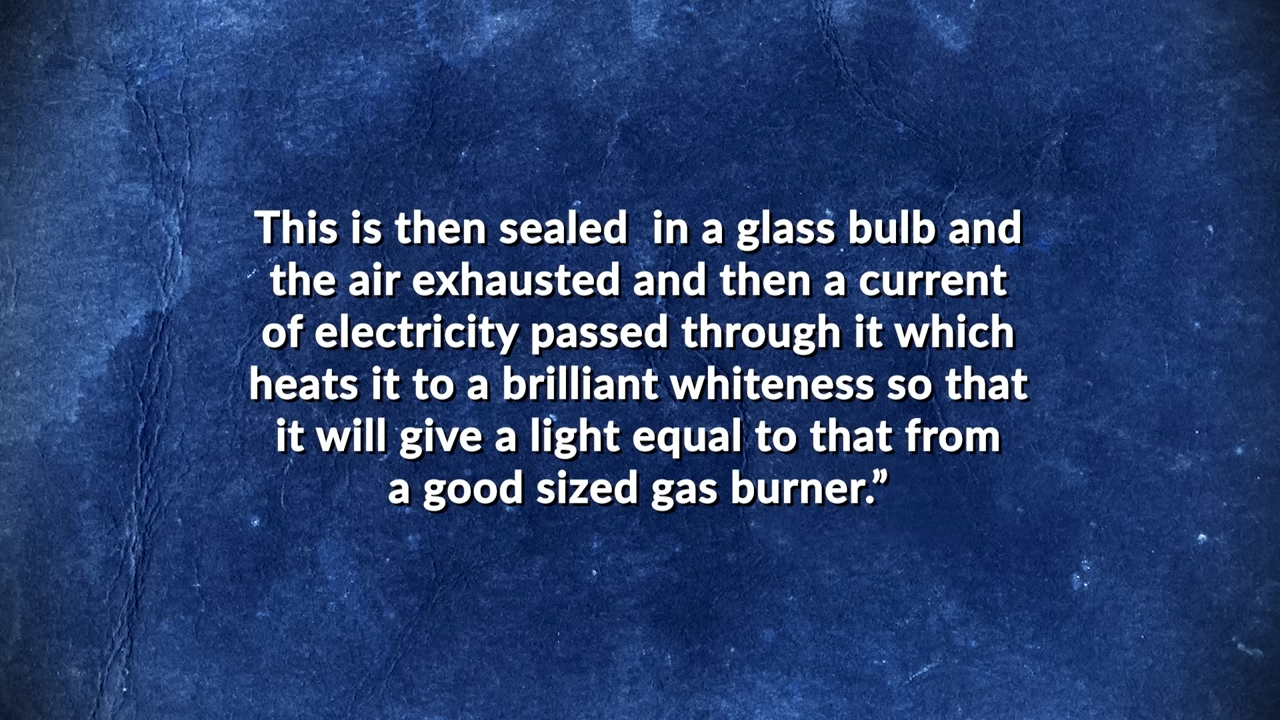 This is then sealed  in a glass bulb and
the air exhausted and then a current
of electricity passed through it which
heats it to a brilliant whiteness so that
it will give a light equal to that from
a good sized gas burner.”